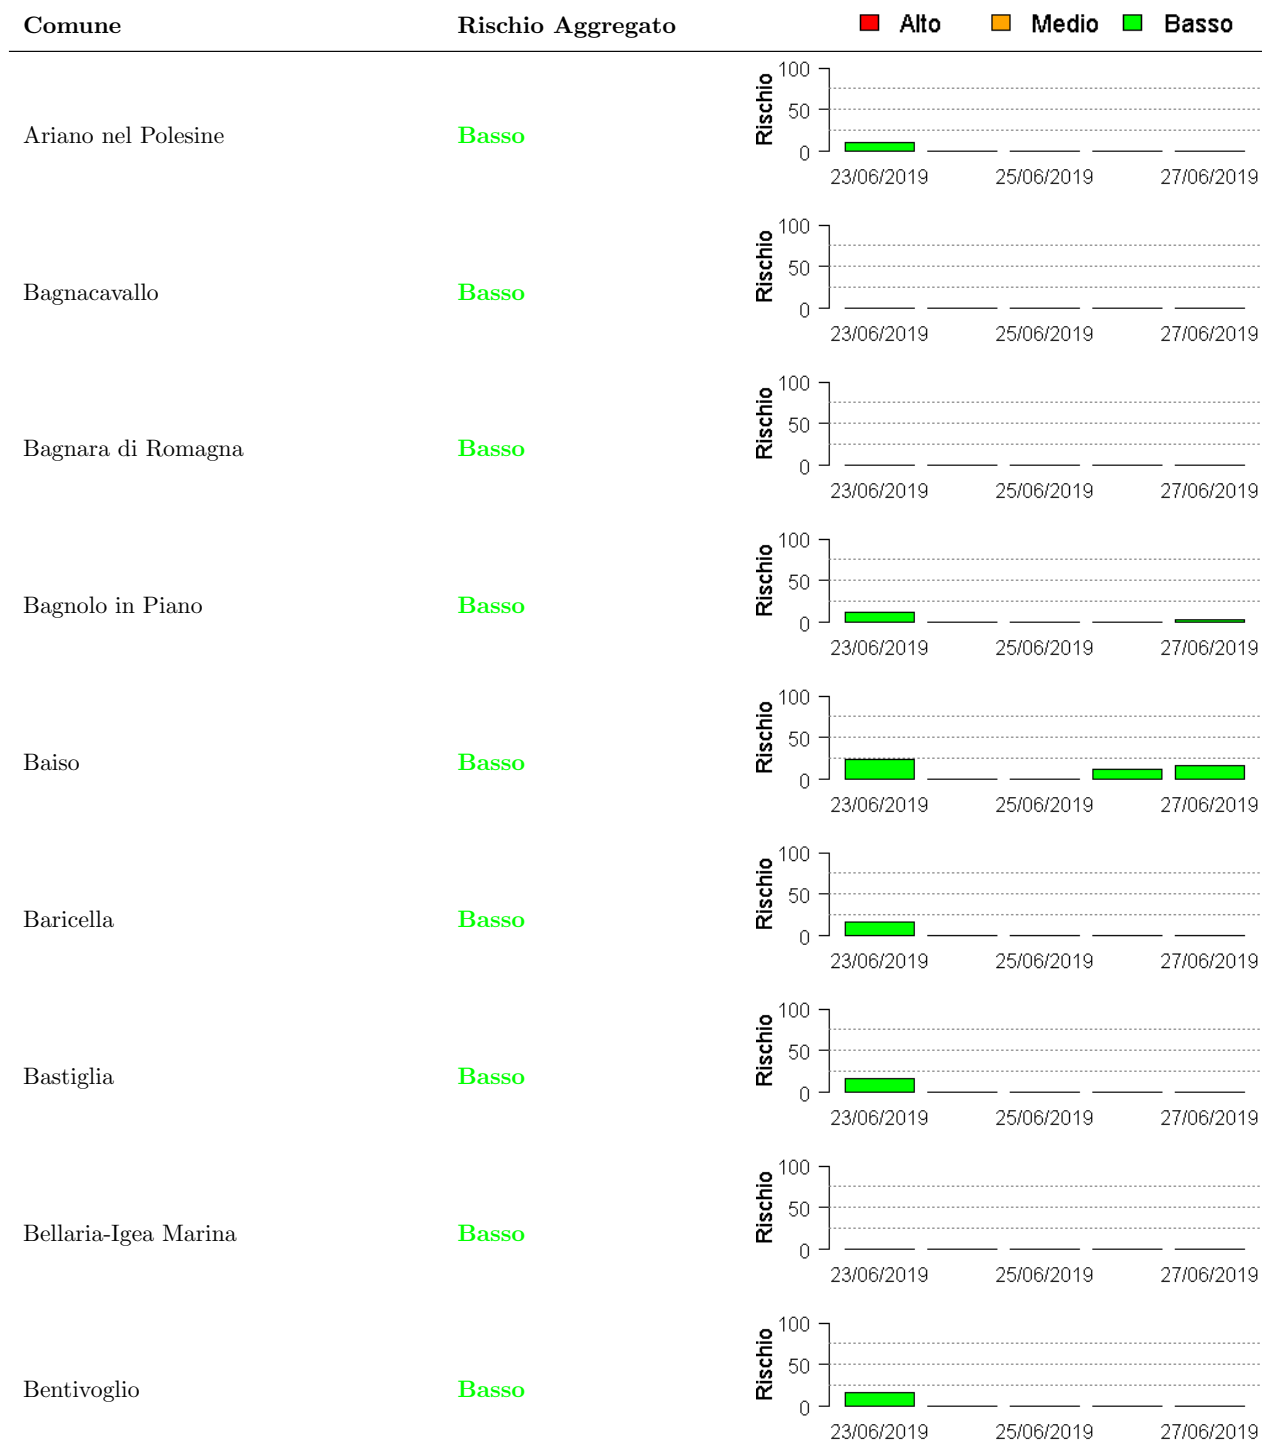 Comune Rischio Aggregato Alto Medio Basso
100
50
0
Rischio
Ariano nel Polesine Basso
23/06/2019 25/06/2019 27/06/2019
100
50
0
Rischio
Bagnacavallo Basso
23/06/2019 25/06/2019 27/06/2019
100
50
0
Rischio
Bagnara di Romagna Basso
23/06/2019 25/06/2019 27/06/2019
100
50
0
Rischio
Bagnolo in Piano Basso
23/06/2019 25/06/2019 27/06/2019
100
50
0
Rischio
Baiso Basso
23/06/2019 25/06/2019 27/06/2019
100
50
0
Rischio
Baricella Basso
23/06/2019 25/06/2019 27/06/2019
100
50
0
Rischio
Bastiglia Basso
23/06/2019 25/06/2019 27/06/2019
100
50
0
Rischio
Bellaria-Igea Marina Basso
23/06/2019 25/06/2019 27/06/2019
100
50
0
Rischio
Bentivoglio Basso
23/06/2019 25/06/2019 27/06/2019